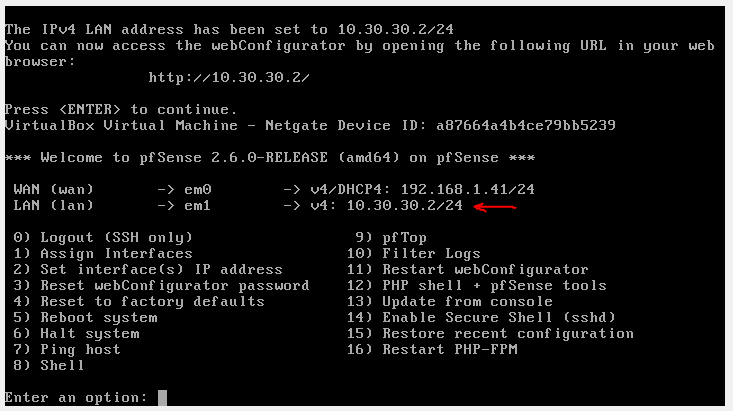 The IPv4 LAN address has been set to 10.30.30.2/24
You can now access the webConfigurator by opening the following URL in your web
browser:
http://10.30.30.2/
Press <ENTER> to continue.
VirtualBox Virtual Machine - Netgate Device ID: a87664a4b4ce79bb5239
*** Welcome to pfSense 2.6.0-RELEASE (amd64) on pfSense ***
WAN (wan) -> em0 -> v4/DHCP4: 192.168.1.41/24
LAN (lan) -> em1 -> v4: 10.30.30.2/24
0) Logout (SSH only) 9) pfTop
1) Assign Interfaces 10) Filter Logs
2) Set interface(s) IP address 11) Restart webConfigurator
3) Reset webConfigurator password 12) PHP shell + pfSense tools
4) Reset to factory defaults 13) Update from console
5) Reboot system 14) Enable Secure Shell (sshd)
6) Halt system 15) Restore recent configuration
7) Ping host 16) Restart PHP-FPM
8) Shell
Enter an option: